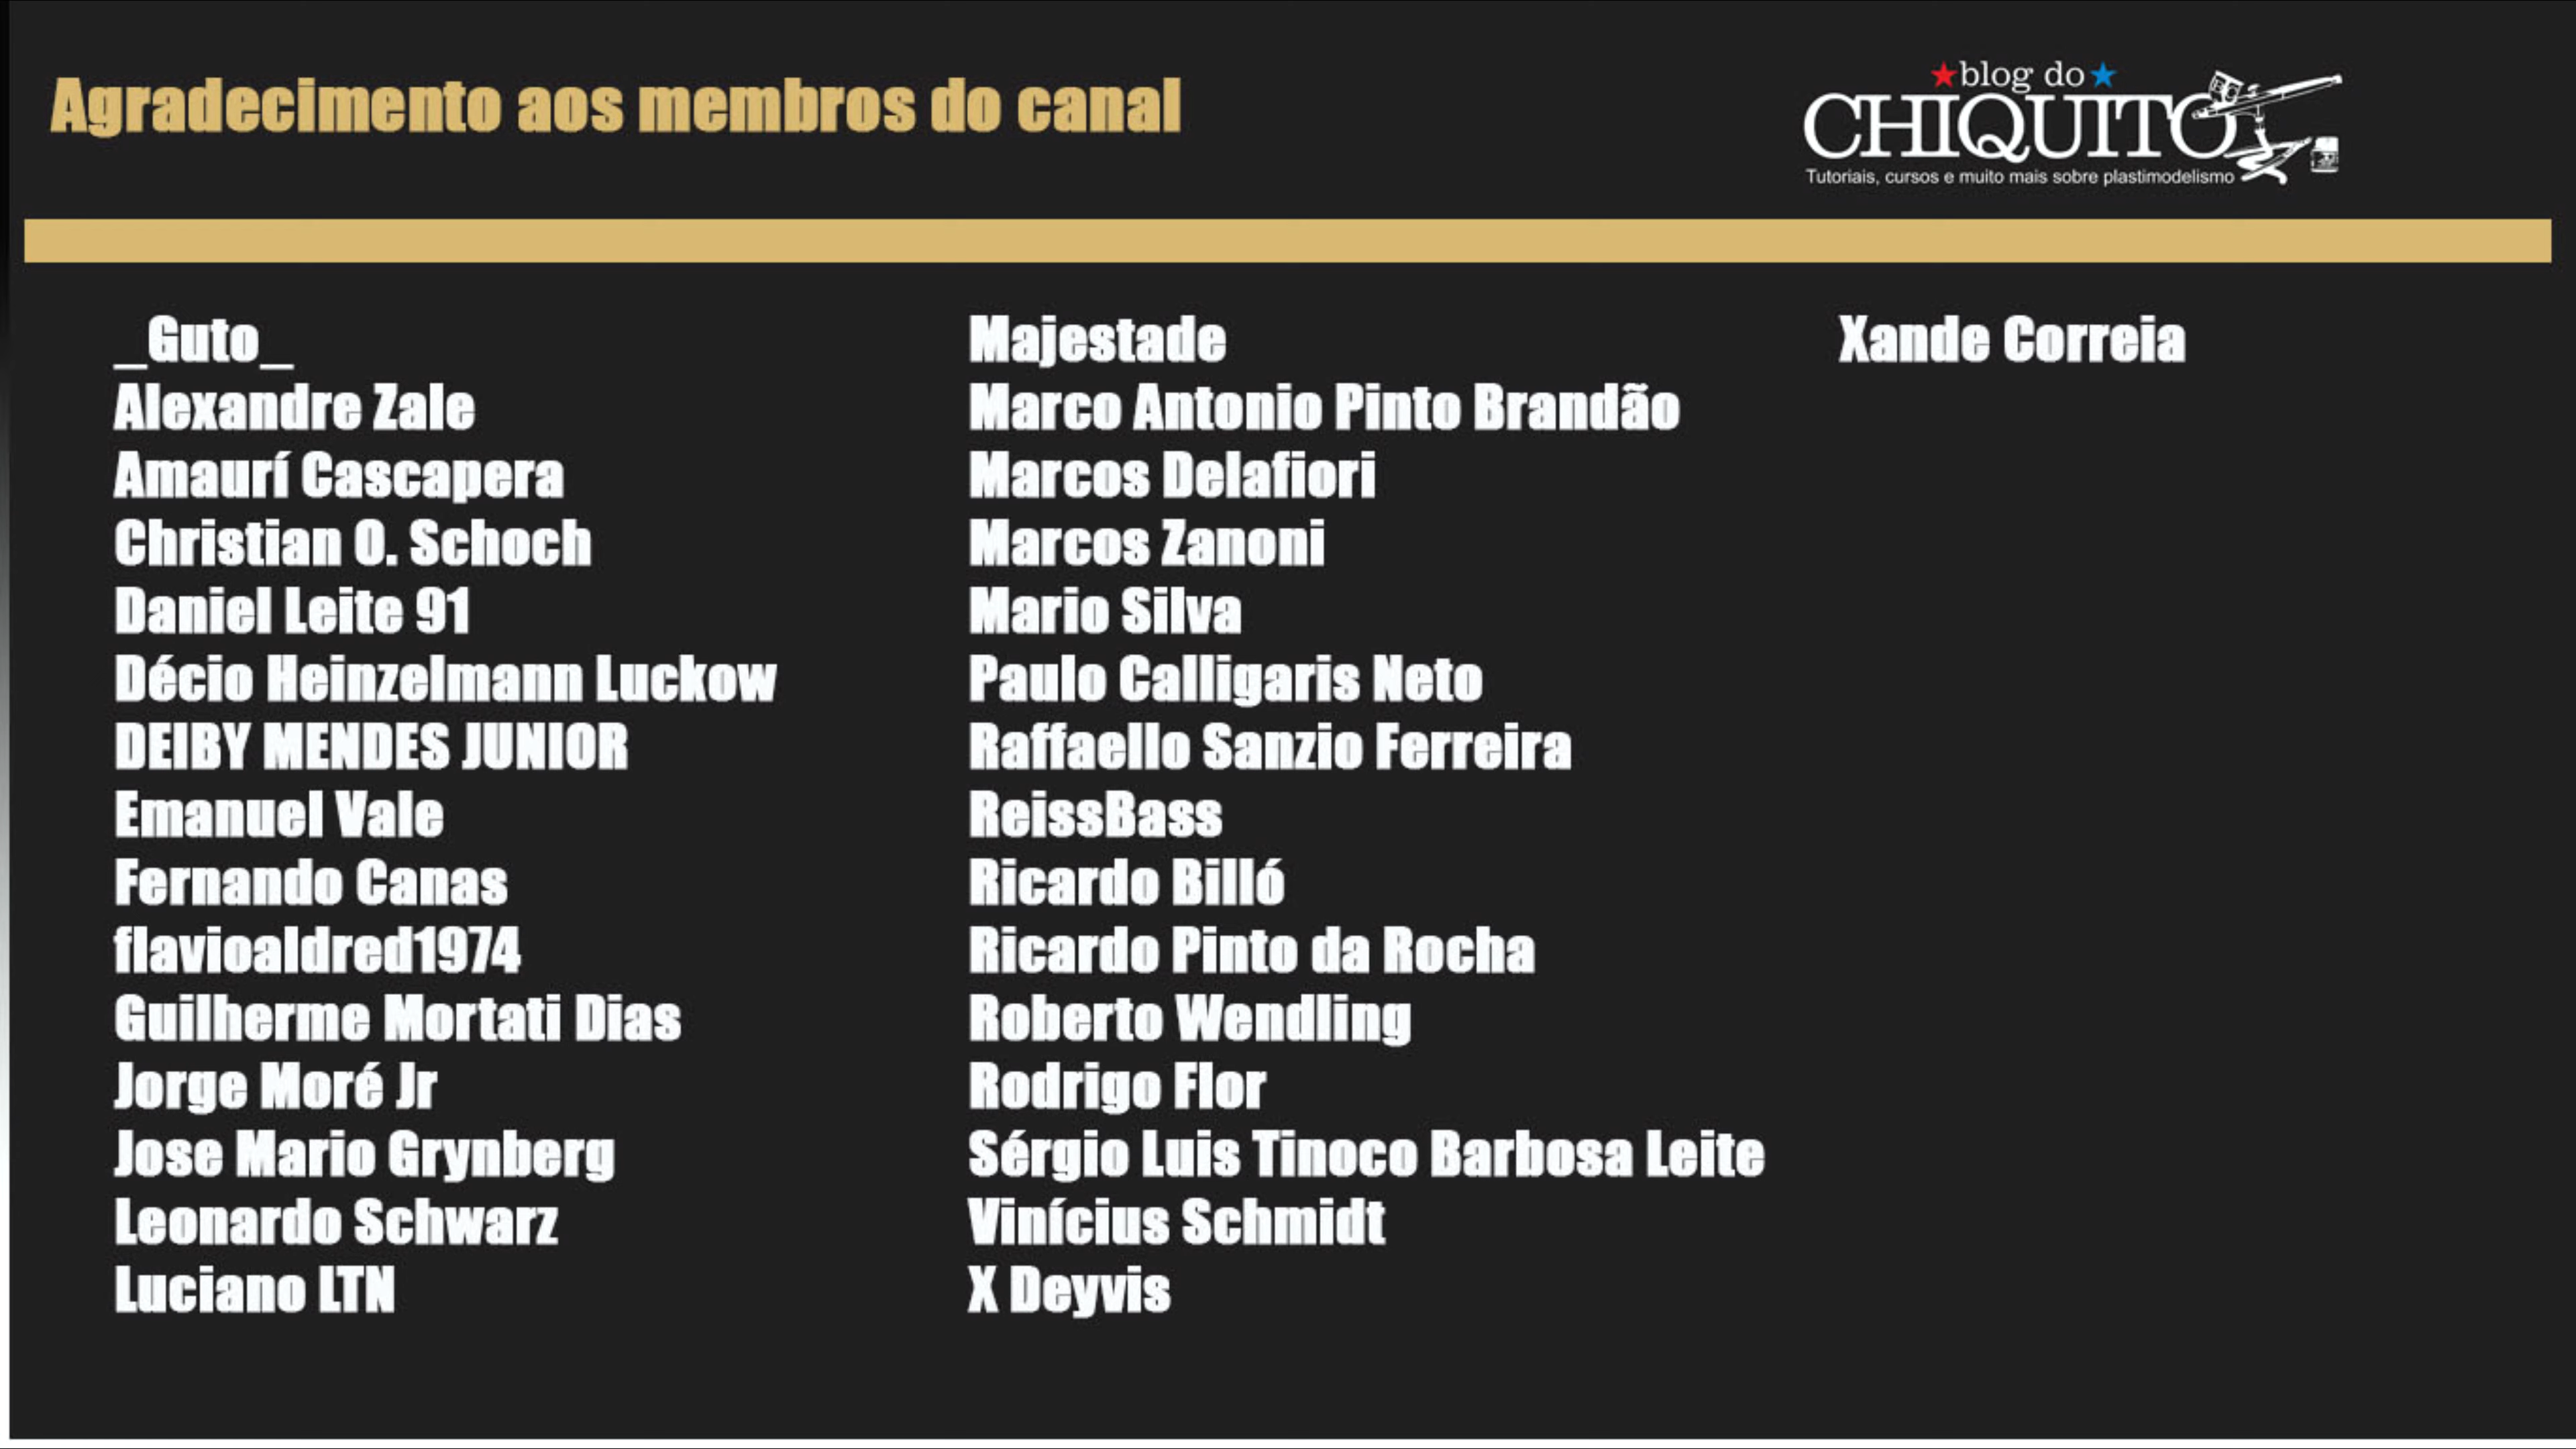 Agradecimento aos membros do canal
blog do
CHIQUITO
Tutoriais, cursos e muito mais sobre plastimodelismo
_Guto_
Alexandre Zale
Amaurí Cascapera
Christian O. Schoch
Daniel Leite 91
Décio Heinzelmann Luckow
DEIBY MENDES JUNIOR
Emanuel Vale
Fernando Canas
flavioaldred1974
Guilherme Mortati Dias
Jorge Moré Jr
Jose Mario Grynberg
Leonardo Schwarz
Luciano LTN
Majestade
Marco Antonio Pinto Brandão
Marcos Delafiori
Marcos Zanoni
Mario Silva
Paulo Calligaris Neto
Raffaello Sanzio Ferreira
ReissBass
Ricardo Billó
Ricardo Pinto da Rocha
Roberto Wendling
Rodrigo Flor
Sérgio Luis Tinoco Barbosa Leite
Vinícius Schmidt
X Deyvis
Xande Correia